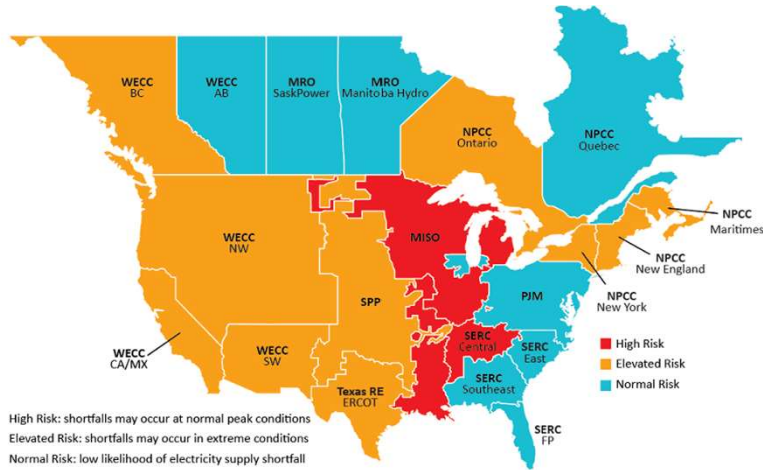 WECC
BC
WECC
AB
MRO
SaskPower
MRO
Manitoba Hydro
NPCC
Ontario
NPCC
Quebec
NPCC
Maritimes
NPCC
New England
NPCC
New York
WECC
NW
MISO
SPP
PJM
WECC
CA/MX
WECC
SW
SERC
Central
SERC
East
SERC
Southeast
SERC
FP
Texas RE
ERCOT
High Risk
Elevated Risk
Normal Risk
High Risk: shortfalls may occur at normal peak conditions
Elevated Risk: shortfalls may occur in extreme conditions
Normal Risk: low likelihood of electricity supply shortfall